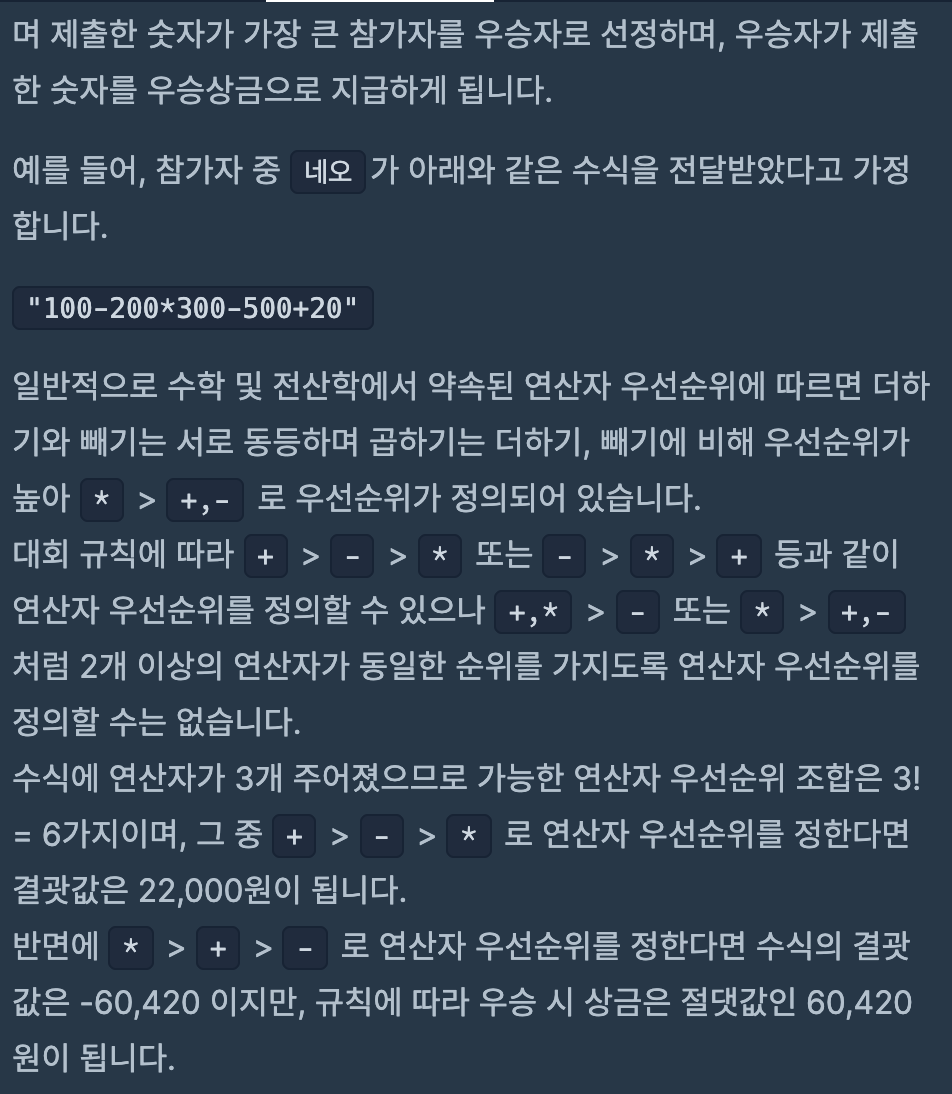 며 제출한 숫자가 가장 큰 참가자를 우승자로 선정하며, 우승자가 제출
한 숫자를 우승상금으로 지급하게 됩니다.
예를 들어, 참가자 중 네오가 아래와 같은 수식을 전달받았다고 가정
합니다.
"100-200*300-500+20"
일반적으로 수학 및 전산학에서 약속된 연산자 우선순위에 따르면 더하
기와 빼기는 서로 동등하며 곱하기는 더하기, 빼기에 비해 우선순위가
높아 * > +,- 로 우선순위가 정의되어 있습니다.
대회 규칙에 따라 + > - > * 또는 - > * > + 등과 같이
연산자 우선순위를 정의할 수 있으나 +,* > - 또는 * > +,-
처럼 2개 이상의 연산자가 동일한 순위를 가지도록 연산자 우선순위를
정의할 수는 없습니다.
수식에 연산자가 3개 주어졌으므로 가능한 연산자 우선순위 조합은 3!
= 6가지이며, 그 중 + > - > * 로 연산자 우선순위를 정한다면
결괏값은 22,000원이 됩니다.
반면에 * > + > - 로 연산자 우선순위를 정한다면 수식의 결괏
값은 -60,420 이지만, 규칙에 따라 우승 시 상금은 절댓값인 60,420
원이 됩니다.